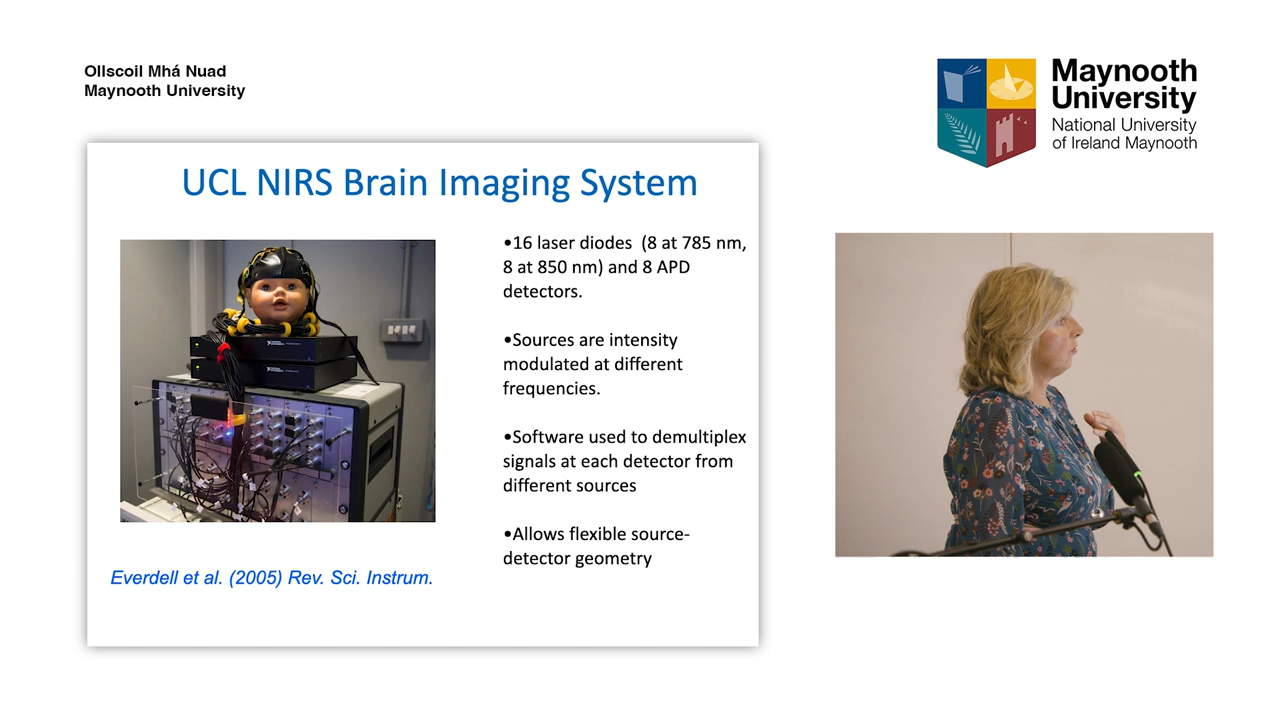 Ollscoil Mhá Nuad
Maynooth University
Maynooth
University
National University
of Ireland Maynooth
UCL NIRS Brain Imaging System
•16 laser diodes (8 at 785 nm,
8 at 850 nm) and 8 APD
detectors.
•Sources are intensity
modulated at different
frequencies.
•Software used to demultiplex
signals at each detector from
different sources
•Allows flexible source-
detector geometry
Everdell et al. (2005) Rev. Sci. Instrum.